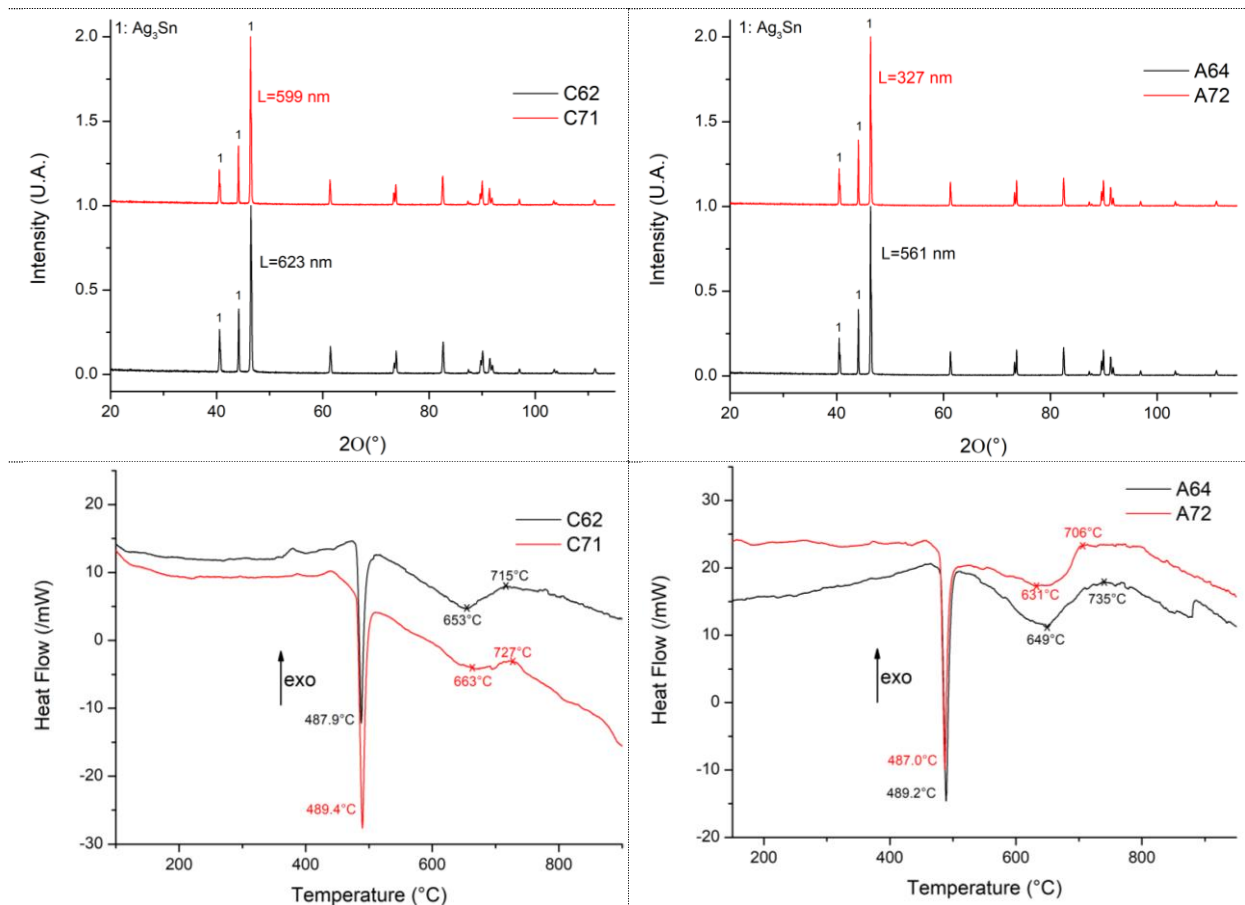 1: Ag₃Sn
1
1
1
L=599 nm
C62
C71
1
1
1
L=623 nm
Intensity (U.A.)
2.0
1.5
1.0
0.5
0.0
20 40 60 80 100
2O(°)
1: Ag₃Sn
1
1
1
L=327 nm
A64
A72
1
1
1
L=561 nm
Intensity (U.A.)
2.0
1.5
1.0
0.5
0.0
20 40 60 80 100
2O(°)
C62
C71
715°C
653°C
727°C
663°C
exo
487.9°C
489.4°C
Heat Flow (/mW)
20
10
0
-10
-20
-30
200 400 600 800
Temperature (°C)
A64
A72
706°C
631°C
735°C
649°C
exo
487.0°C
489.2°C
Heat Flow (/mW)
30
20
10
0
-10
-20
200 400 600 800
Temperature (°C)